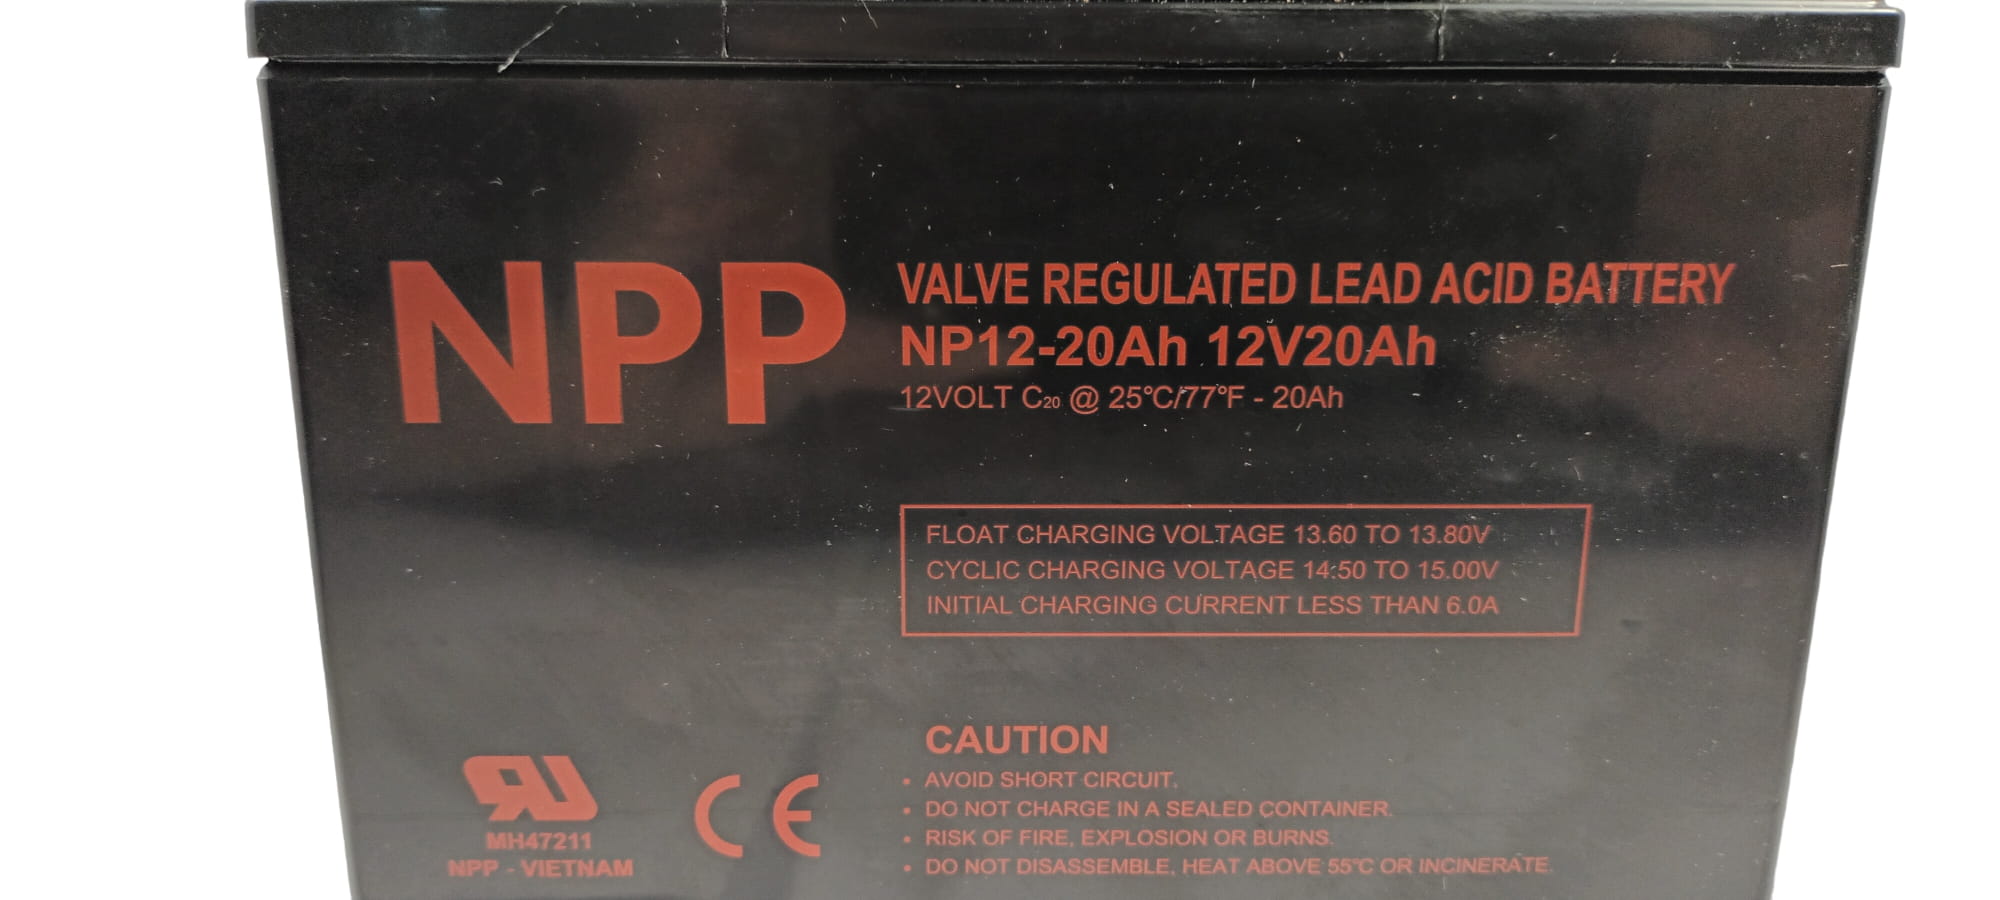 NPP
VALVE REGULATED LEAD ACID BATTERY
NP12-20Ah 12V20Ah
12VOLT C20 @ 25°C/77°F - 20Ah
FLOAT CHARGING VOLTAGE 13.60 TO 13.80V
CYCLIC CHARGING VOLTAGE 14.50 TO 15.00V
INITIAL CHARGING CURRENT LESS THAN 6.0A
CAUTION
• AVOID SHORT CIRCUIT.
• DO NOT CHARGE IN A SEALED CONTAINER.
• RISK OF FIRE, EXPLOSION OR BURNS.
• DO NOT DISASSEMBLE, HEAT ABOVE 55°C OR INCINERATE.
MH47211
NPP - VIETNAM
CE